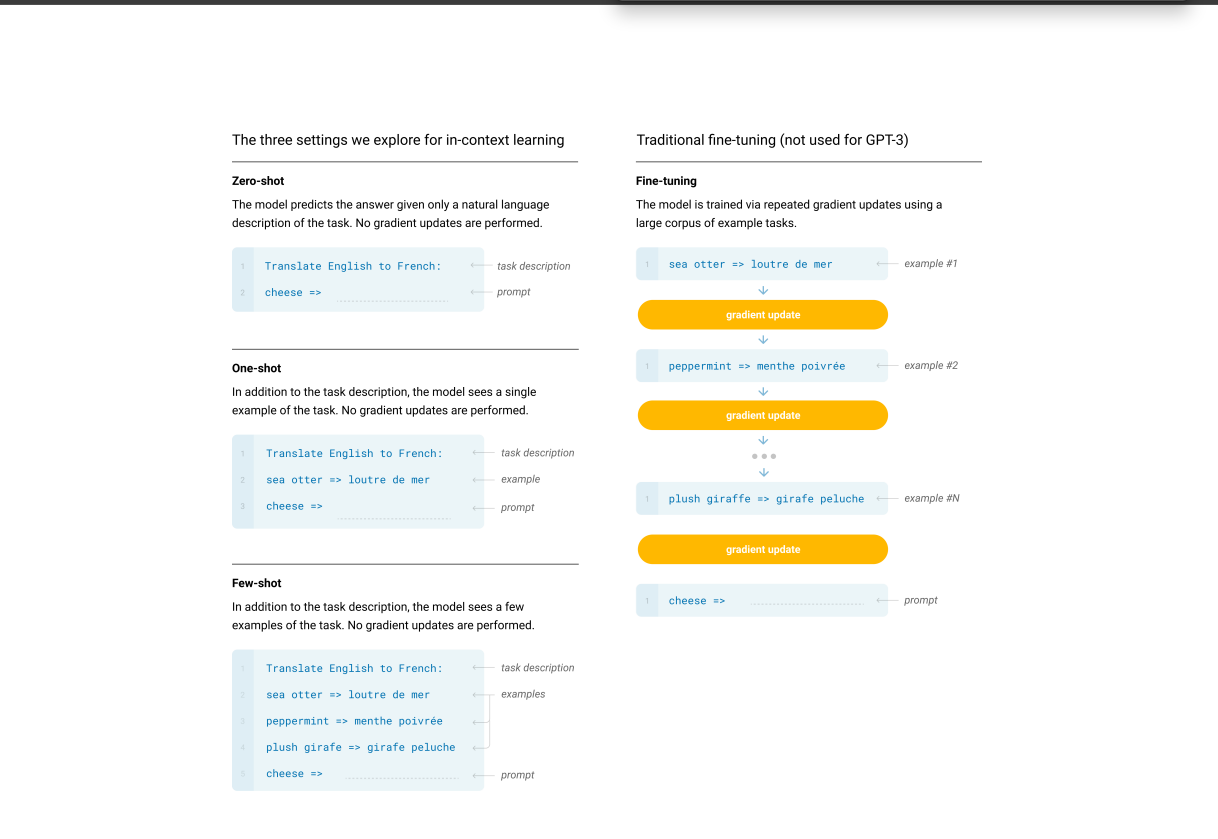 The three settings we explore for in-context learning
Zero-shot
The model predicts the answer given only a natural language
description of the task. No gradient updates are performed.
1 Translate English to French: task description
2 cheese => prompt
One-shot
In addition to the task description, the model sees a single
example of the task. No gradient updates are performed.
1 Translate English to French: task description
2 sea otter => loutre de mer example
3 cheese => prompt
Few-shot
In addition to the task description, the model sees a few
examples of the task. No gradient updates are performed.
1 Translate English to French: task description
2 sea otter => loutre de mer examples
3 peppermint => menthe poivrée
4 plush girafe => girafe peluche
5 cheese => prompt
Traditional fine-tuning (not used for GPT-3)
Fine-tuning
The model is trained via repeated gradient updates using a
large corpus of example tasks.
1 sea otter => loutre de mer example #1
gradient update
1 peppermint => menthe poivrée example #2
gradient update
1 plush giraffe => girafe peluche example #N
gradient update
1 cheese => prompt